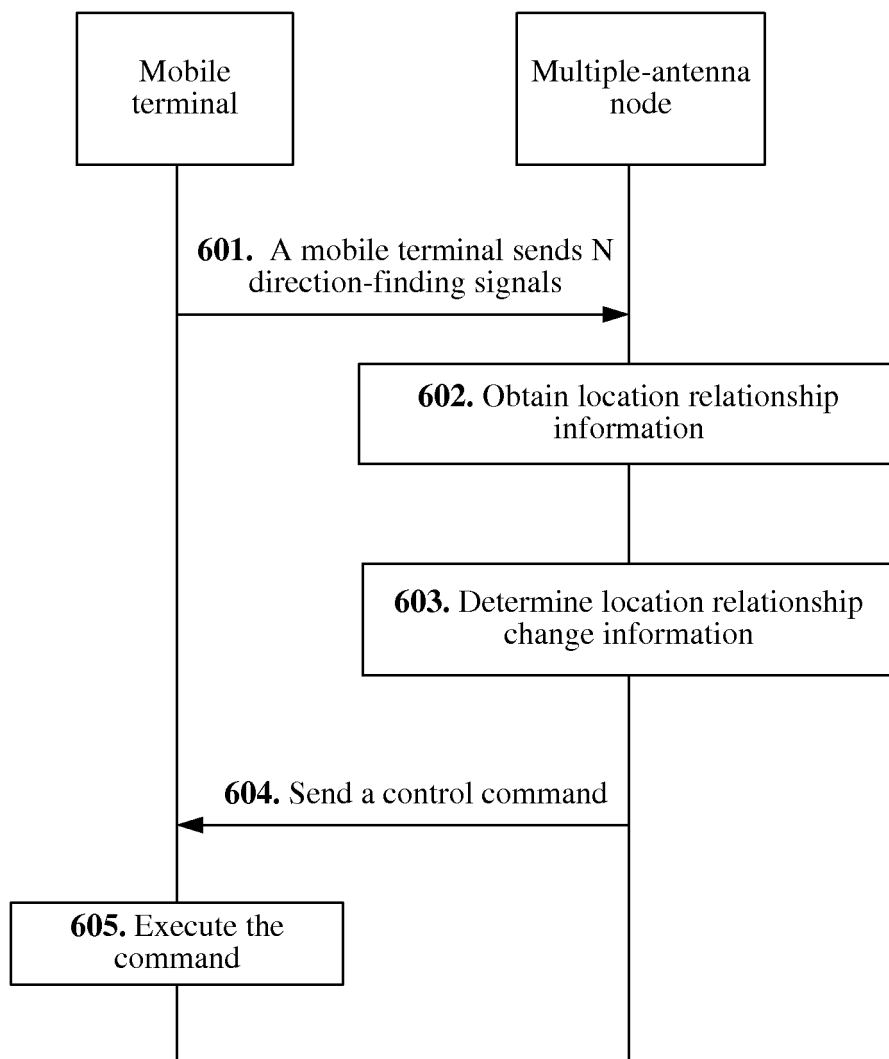 Mobile
terminal
Multiple-antenna
node
601. A mobile terminal sends N
direction-finding signals
602. Obtain location relationship
information
603. Determine location relationship
change information
604. Send a control command
605. Execute the
command